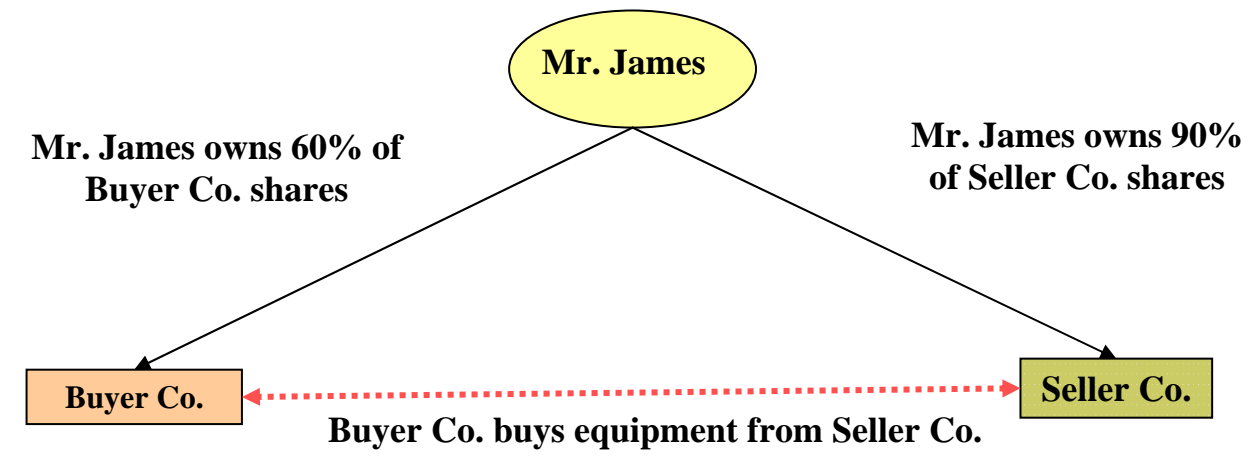 Mr. James
Mr. James owns 60% of
Buyer Co. shares
Mr. James owns 90%
of Seller Co. shares
Buyer Co.
Seller Co.
Buyer Co. buys equipment from Seller Co.